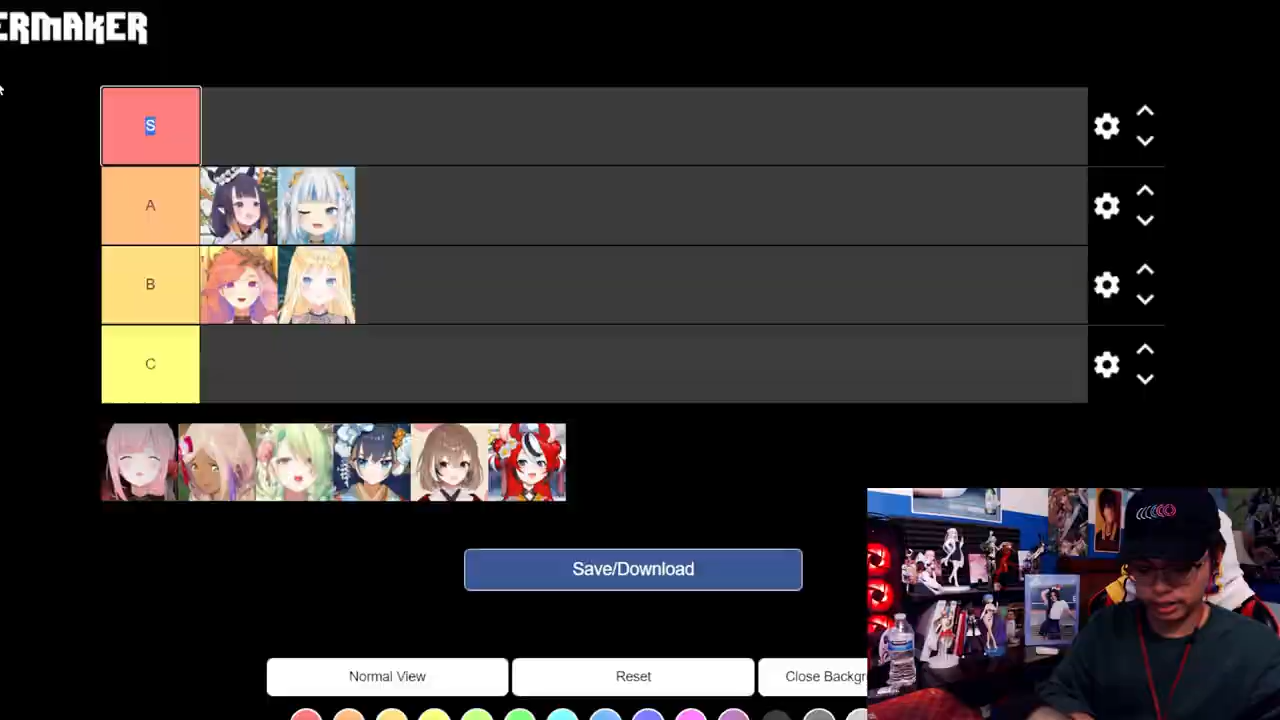 ERMAKER
S
A
B
C
Save/Download
Normal View
Reset
Close Backgr